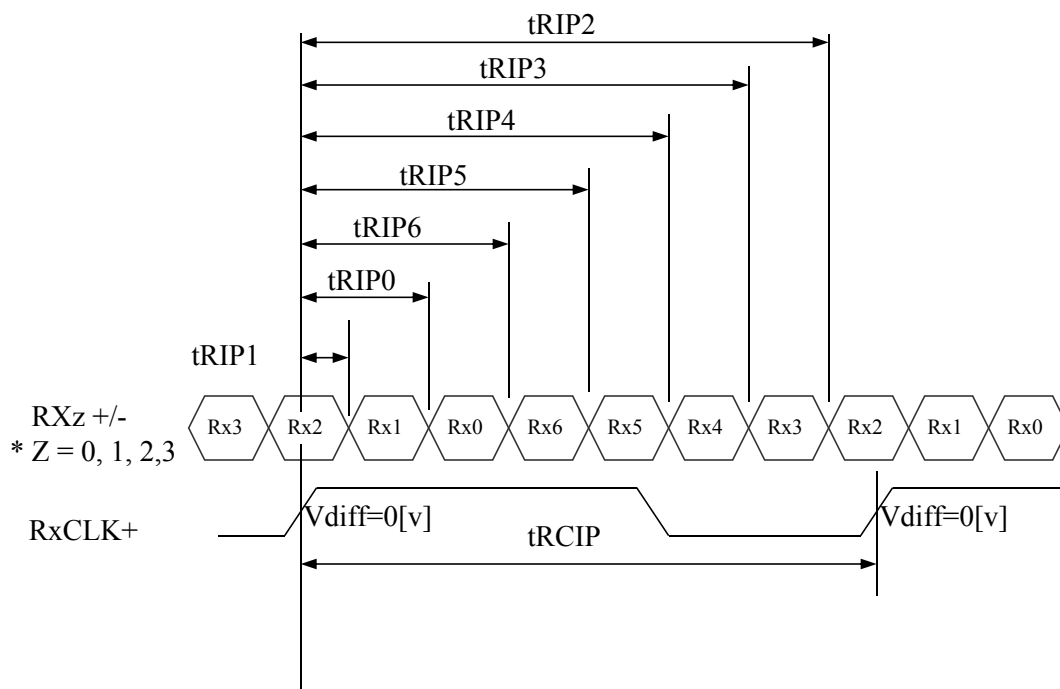 tRIP2
tRIP3
tRIP4
tRIP5
tRIP6
tRIP0
tRIP1
RXz +/-
* Z = 0, 1, 2,3
Rx3 Rx2 Rx1 Rx0 Rx6 Rx5 Rx4 Rx3 Rx2 Rx1 Rx0
RxCLK+
Vdiff=0[v] Vdiff=0[v]
tRCIP